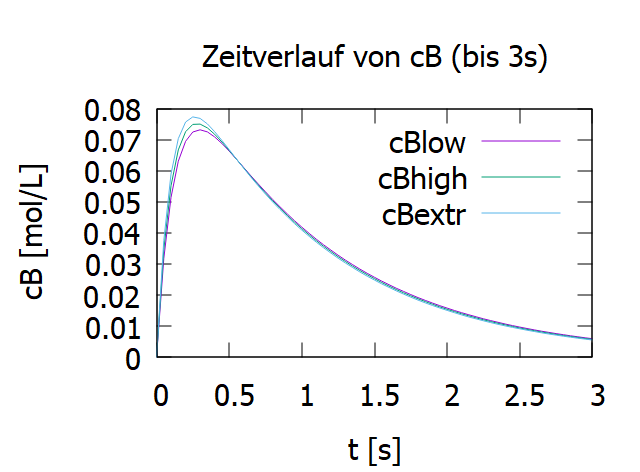 Zeitverlauf von cB (bis 3s)
cB [mol/L]
0.08
0.07
0.06
0.05
0.04
0.03
0.02
0.01
0
cBlow
cBhigh
cBextr
0 0.5 1 1.5 2 2.5 3
t [s]